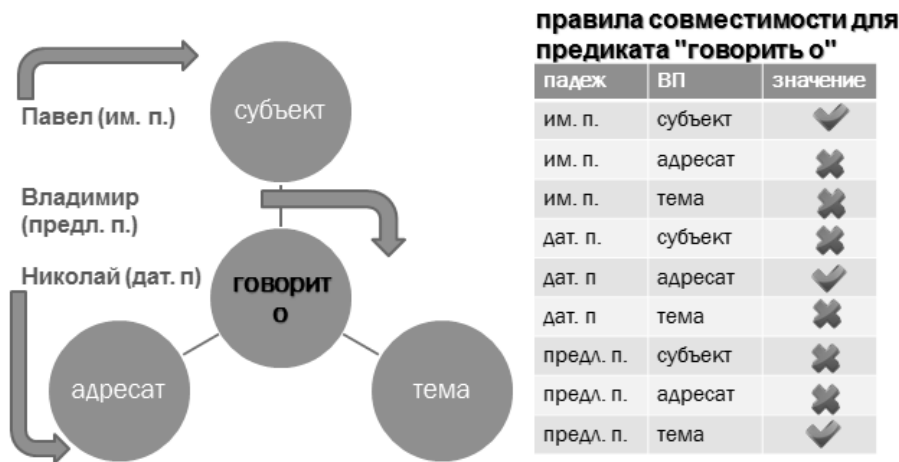 правила совместимости для
предиката "говорить о"
Павел (им. п.)
субъект
Владимир
(предл. п.)
Николай (дат. п)
говорит
о
адресат
тема
падеж ВП значение
им. п. субъект
им. п. адресат
им. п. тема
дат. п. субъект
дат. п адресат
дат. п тема
предл. п. субъект
предл. п. адресат
предл. п. тема